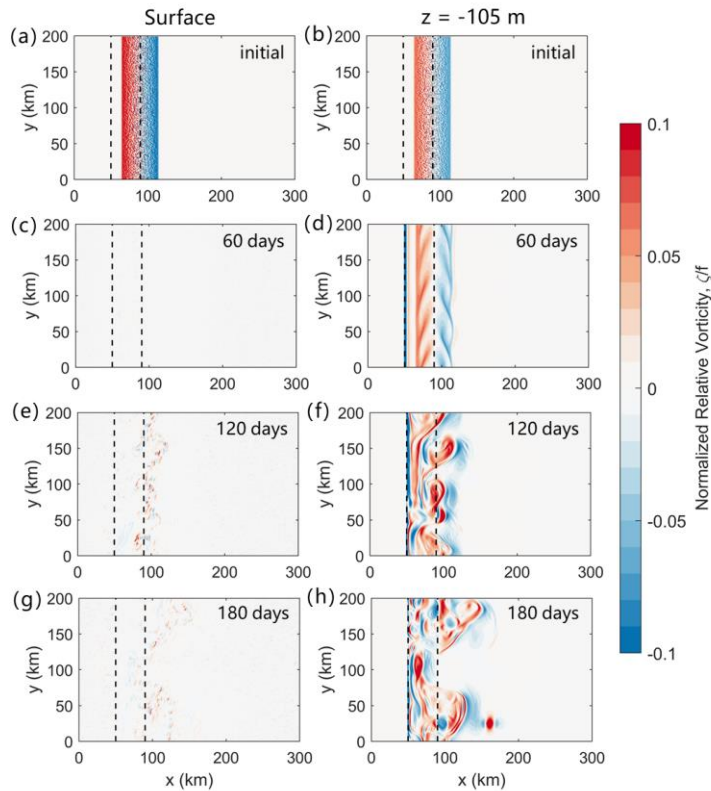 Surface
z = -105 m
(a)
initial
(b)
initial
y (km)
200
150
100
50
0
0
100
200
300
y (km)
200
150
100
50
0
0
100
200
300
(c)
60 days
(d)
60 days
y (km)
200
150
100
50
0
0
100
200
300
y (km)
200
150
100
50
0
0
100
200
300
(e)
120 days
(f)
120 days
y (km)
200
150
100
50
0
0
100
200
300
y (km)
200
150
100
50
0
0
100
200
300
(g)
180 days
(h)
180 days
y (km)
200
150
100
50
0
0
100
200
300
x (km)
y (km)
200
150
100
50
0
0
100
200
300
x (km)
0.1
0.05
0
-0.05
-0.1
Normalized Relative Vorticity, ζ/f